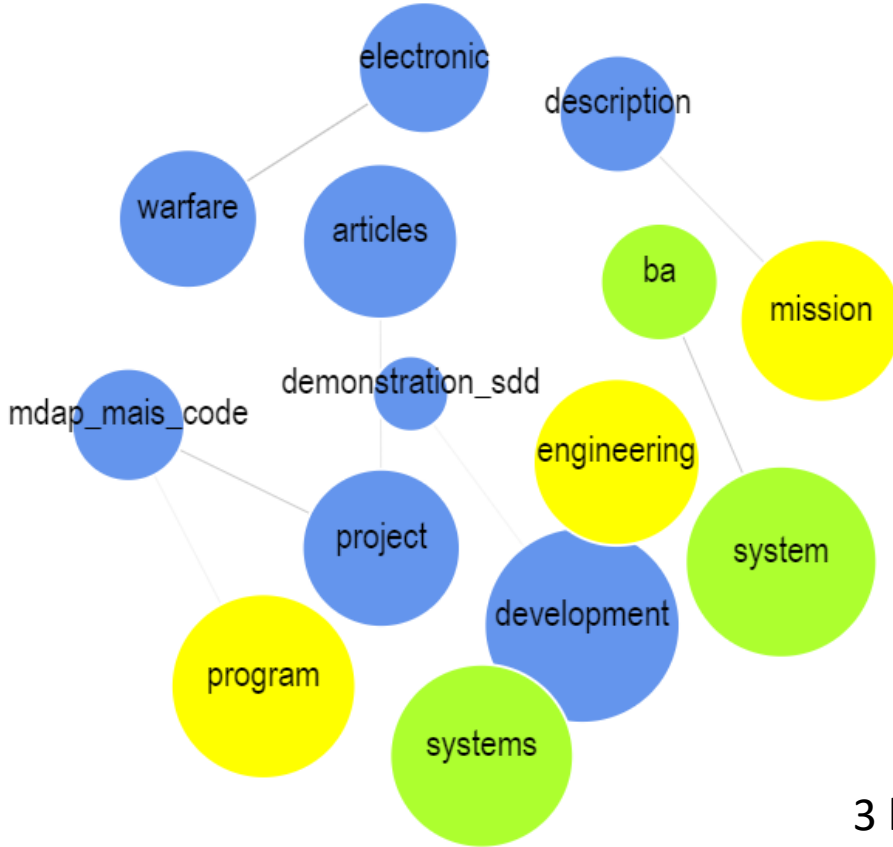 electronic
description
warfare
articles
ba
mission
demonstration_sdd
mdap_mais_code
engineering
project
system
development
program
systems
3